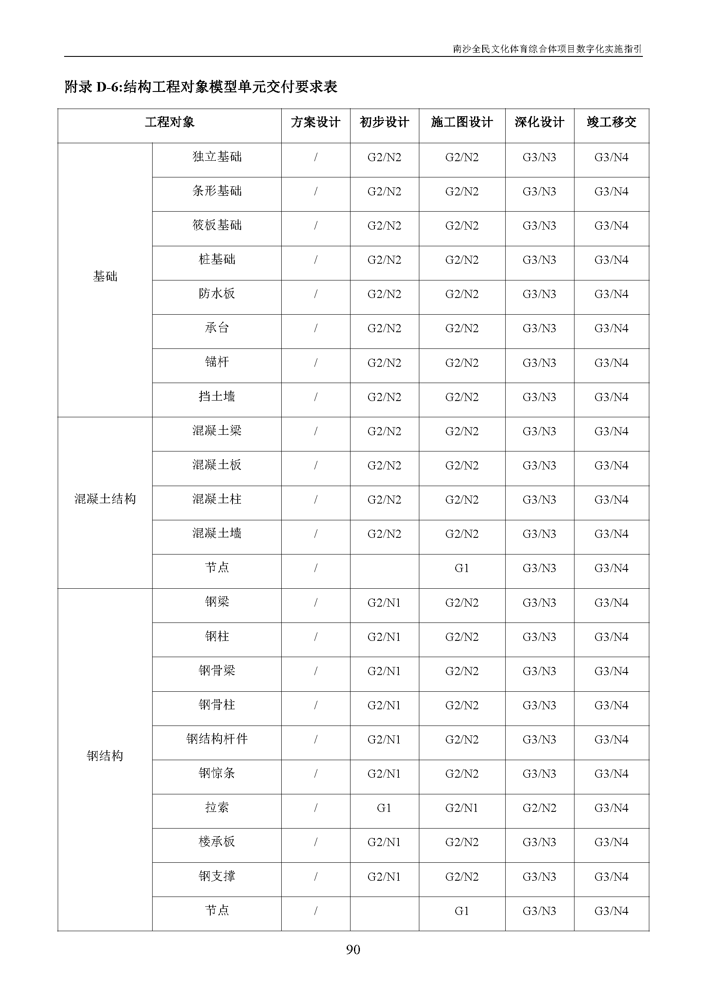 南沙全民文化体育综合体项目数字化实施指引
附录 D-6:结构工程对象模型单元交付要求表
工程对象 方案设计 初步设计 施工图设计 深化设计 竣工移交
基础
独立基础 / G2/N2 G2/N2 G3/N3 G3/N4
条形基础 / G2/N2 G2/N2 G3/N3 G3/N4
筏板基础 / G2/N2 G2/N2 G3/N3 G3/N4
桩基础 / G2/N2 G2/N2 G3/N3 G3/N4
防水板 / G2/N2 G2/N2 G3/N3 G3/N4
承台 / G2/N2 G2/N2 G3/N3 G3/N4
锚杆 / G2/N2 G2/N2 G3/N3 G3/N4
挡土墙 / G2/N2 G2/N2 G3/N3 G3/N4
混凝土结构
混凝土梁 / G2/N2 G2/N2 G3/N3 G3/N4
混凝土板 / G2/N2 G2/N2 G3/N3 G3/N4
混凝土柱 / G2/N2 G2/N2 G3/N3 G3/N4
混凝土墙 / G2/N2 G2/N2 G3/N3 G3/N4
节点 / G1 G3/N3 G3/N4
钢结构
钢梁 / G2/N1 G2/N2 G3/N3 G3/N4
钢柱 / G2/N1 G2/N2 G3/N3 G3/N4
钢骨梁 / G2/N1 G2/N2 G3/N3 G3/N4
钢骨柱 / G2/N1 G2/N2 G3/N3 G3/N4
钢结构杆件 / G2/N1 G2/N2 G3/N3 G3/N4
钢惊条 / G2/N1 G2/N2 G3/N3 G3/N4
拉索 / G1 G2/N1 G2/N2 G3/N4
楼承板 / G2/N1 G2/N2 G3/N3 G3/N4
钢支撑 / G2/N1 G2/N2 G3/N3 G3/N4
节点 / G1 G3/N3 G3/N4
90